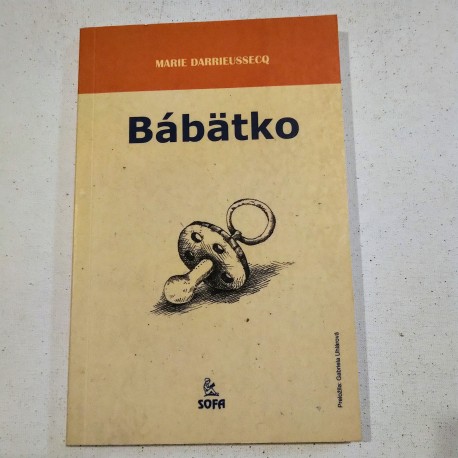 MARIE DARRIEUSSECQ
Bábätko
Preložila: Gabriela Uhlárová
SOFA